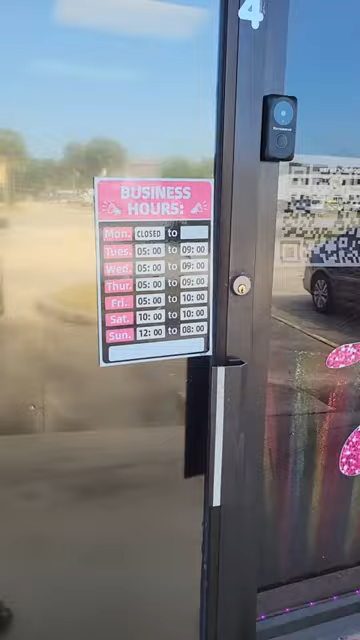 4
BUSINESS
HOURS:
Mon. CLOSED to
Tues. 05:00 to 09:00
Wed. 05:00 to 09:00
Thur. 05:00 to 09:00
Fri. 05:00 to 10:00
Sat. 10:00 to 10:00
Sun. 12:00 to 08:00